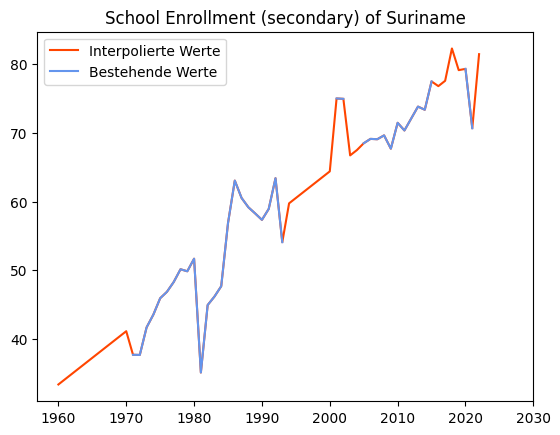 School Enrollment (secondary) of Suriname
Interpolierte Werte
Bestehende Werte
80
70
60
50
40
1960 1970 1980 1990 2000 2010 2020 2030